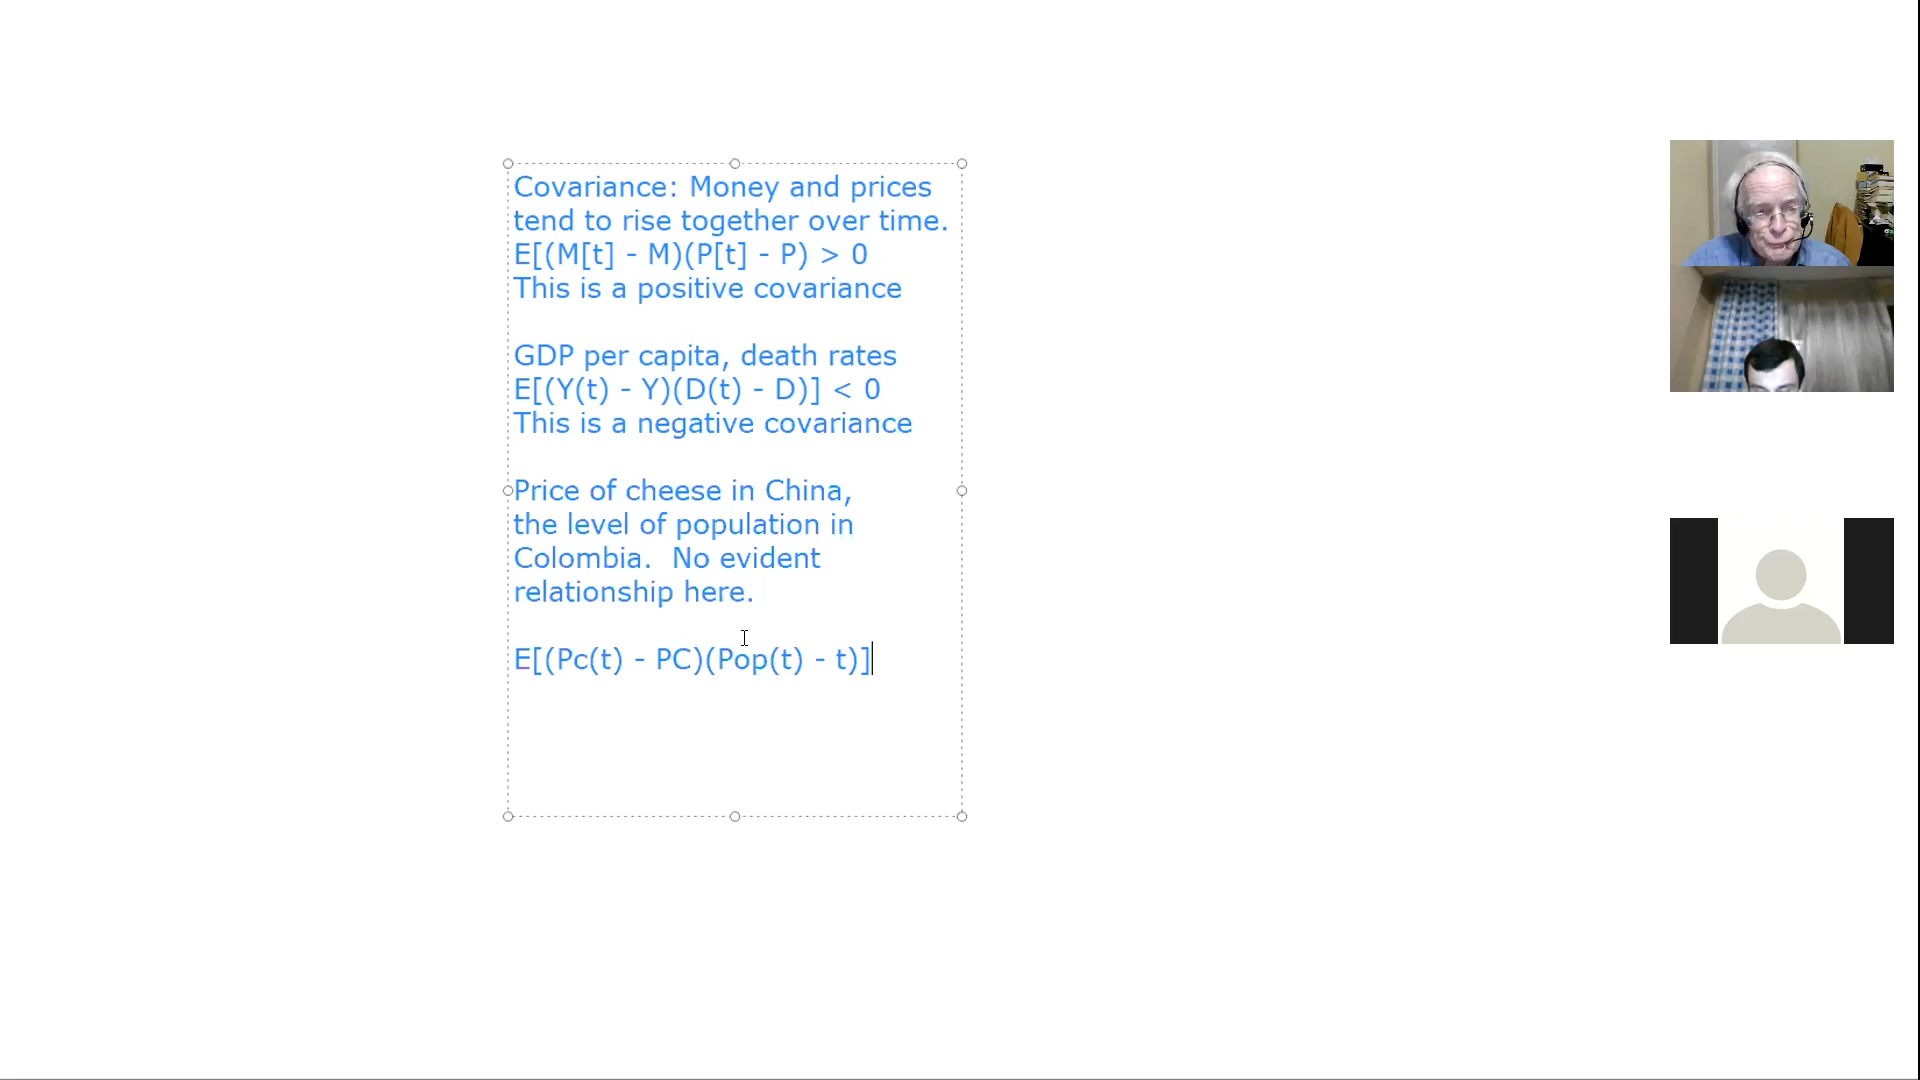 Covariance: Money and prices
tend to rise together over time.
E[(M[t] - M)(P[t] - P) > 0
This is a positive covariance
GDP per capita, death rates
E[(Y(t) - Y)(D(t) - D)] < 0
This is a negative covariance
Price of cheese in China,
the level of population in
Colombia.  No evident
relationship here.
E[(Pc(t) - PC)(Pop(t) - t)]